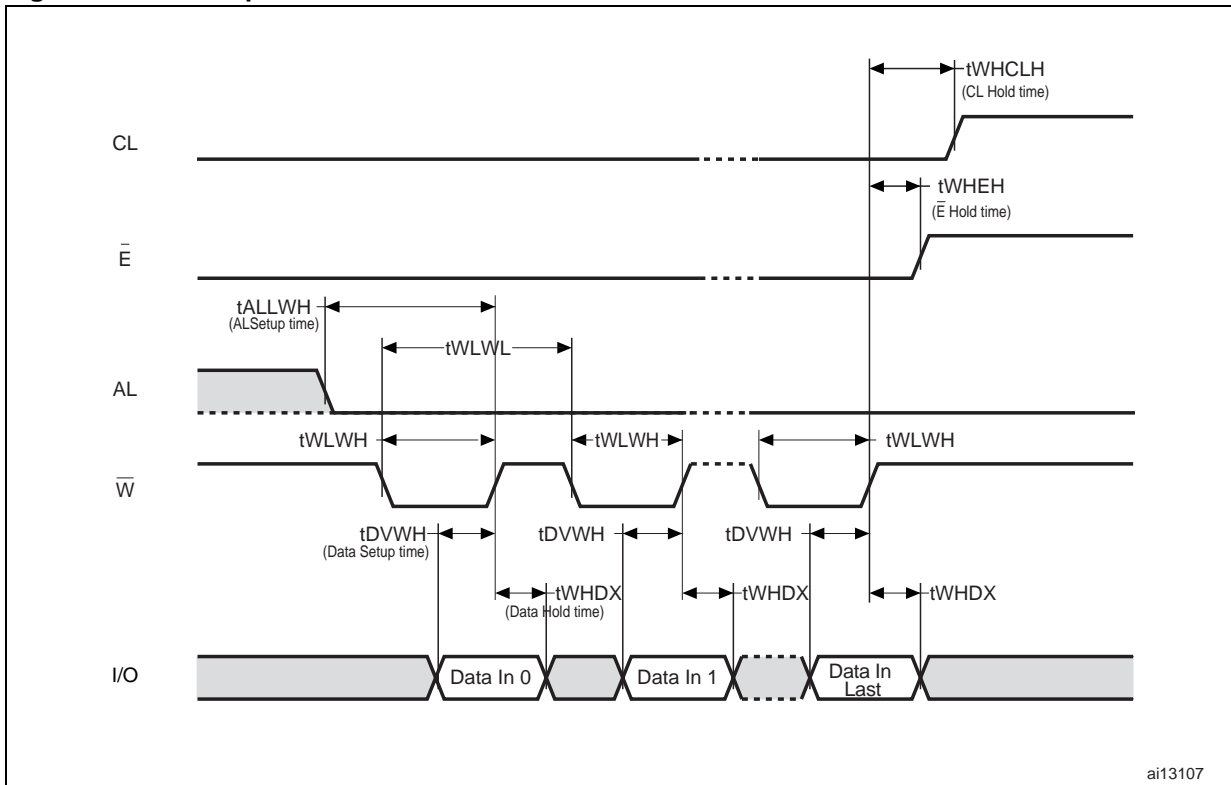 tWHCLH
(CL Hold time)
CL
tWHEH
(E̅ Hold time)
E̅
tALLWH
(ALSetup time)
tWLWL
AL
tWLWH
tWLWH
tWLWH
W̅
tDVWH
(Data Setup time)
tDVWH
tDVWH
tWHDX
(Data Hold time)
tWHDX
tWHDX
I/O
Data In 0
Data In 1
Data In
Last
ai13107